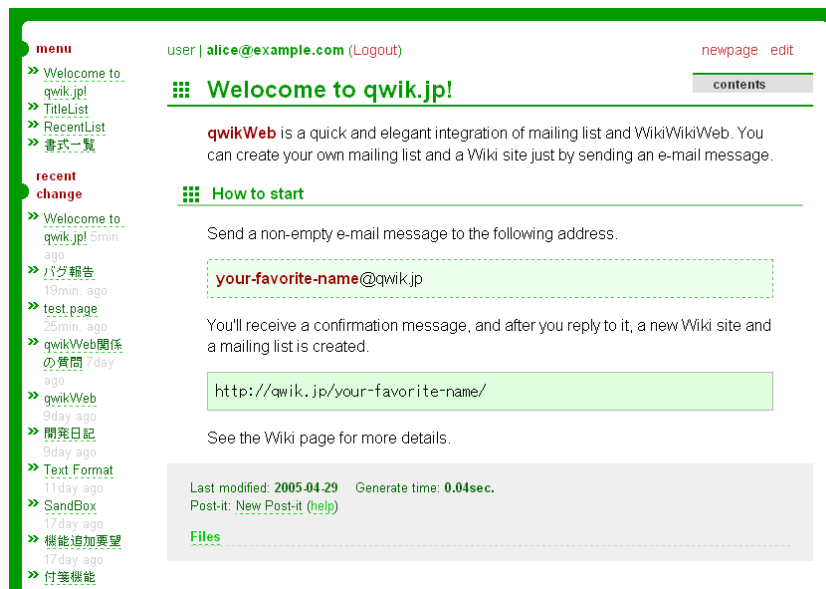 menu
» Welocome to
qwik.jp!
» TitleList
» RecentList
» 書式一覧
recent
change
» Welocome to
qwik.jp! 5min.
ago
» バグ報告
19min. ago
» test.page
25min. ago
» qwikWeb関係
の質問 7day
ago
» qwikWeb
9day ago
» 開発日記
9day ago
» Text Format
11day ago
» SandBox
17day ago
» 機能追加要望
17day ago
» 付箋機能
user | alice@example.com (Logout)
newpage edit
Welocome to qwik.jp!
contents
qwikWeb is a quick and elegant integration of mailing list and WikiWikiWeb. You
can create your own mailing list and a Wiki site just by sending an e-mail message.
How to start
Send a non-empty e-mail message to the following address.
your-favorite-name@qwik.jp
You'll receive a confirmation message, and after you reply to it, a new Wiki site and
a mailing list is created.
http://qwik.jp/your-favorite-name/
See the Wiki page for more details.
Last modified: 2005-04-29 Generate time: 0.04sec.
Post-it: New Post-it (help)
Files